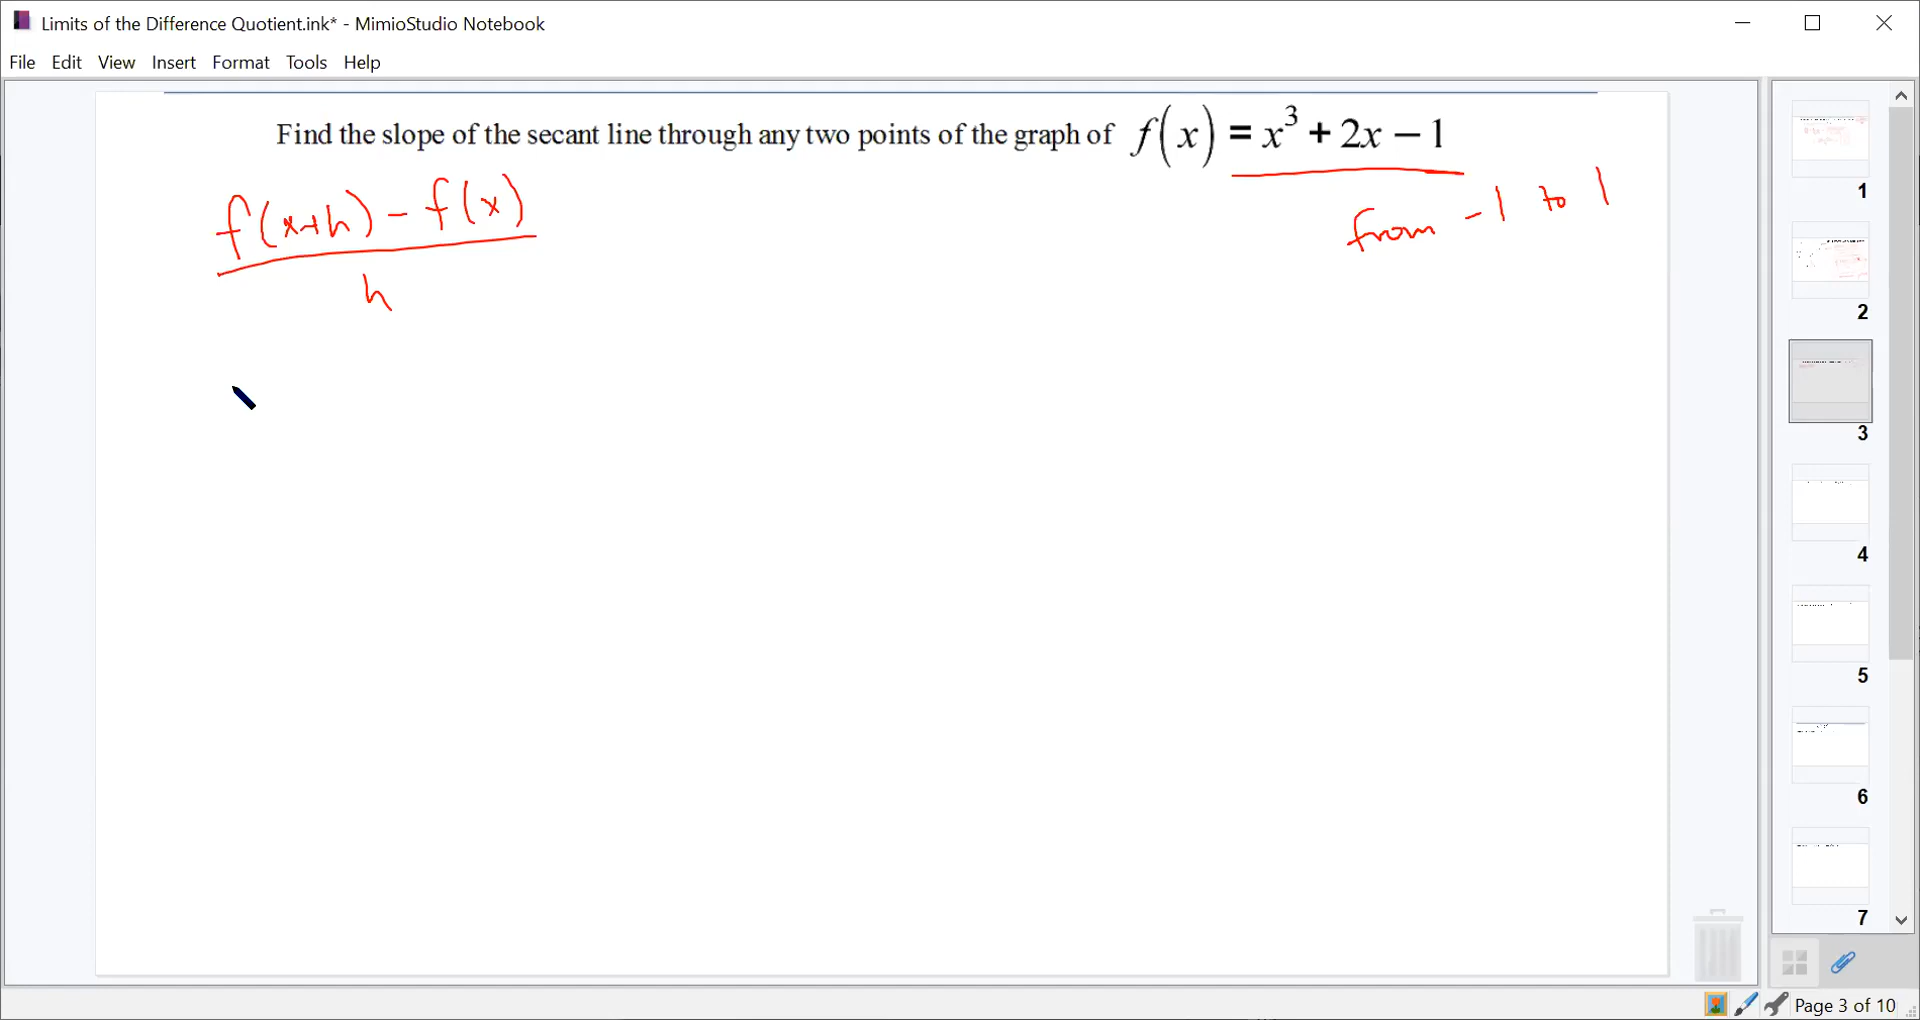 Limits of the Difference Quotient.ink* - MimioStudio Notebook
File Edit View Insert Format Tools Help
Find the slope of the secant line through any two points of the graph of f(x) = x³ + 2x − 1
from -1 to 1
f(x+h) - f(x)
h
1
2
3
4
5
6
7
Page 3 of 10